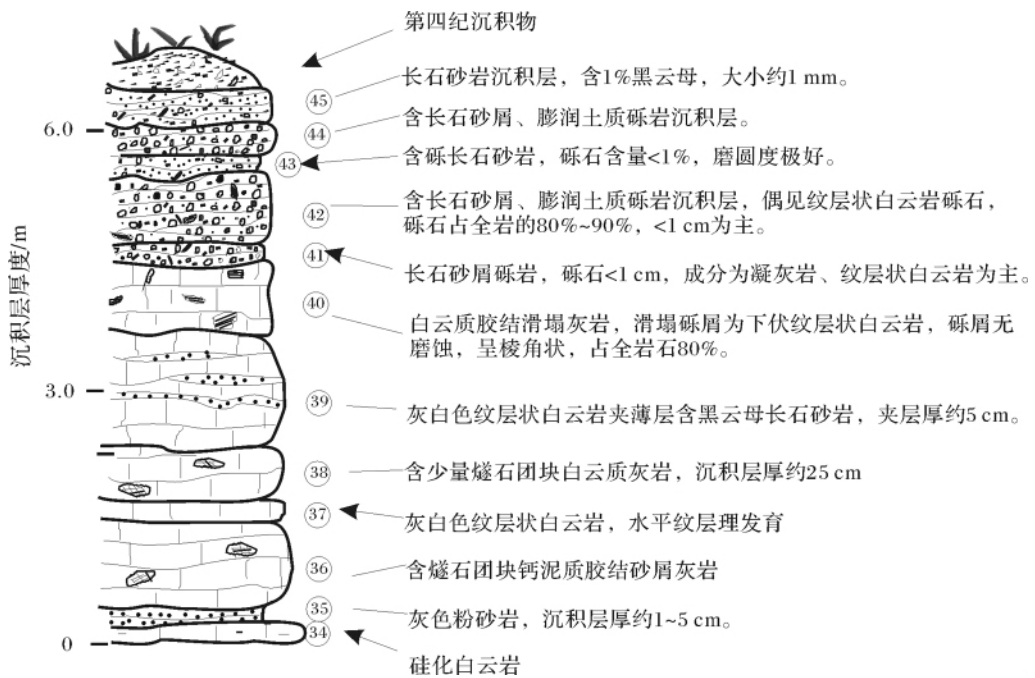 第四纪沉积物
长石砂岩沉积层，含1%黑云母，大小约1 mm。
㊺
6.0
含长石砂屑、膨润土质砾岩沉积层。
㊹
含砾长石砂岩，砾石含量<1%，磨圆度极好。
㊸
含长石砂屑、膨润土质砾岩沉积层，偶见纹层状白云岩砾石，
砾石占全岩的80%~90%，<1 cm为主。
㊷
长石砂屑砾岩，砾石<1 cm，成分为凝灰岩、纹层状白云岩为主。
㊶
白云质胶结滑塌灰岩，滑塌砾屑为下伏纹层状白云岩，砾屑无
磨蚀，呈棱角状，占全岩石80%。
㊵
沉积层厚度/m
3.0
灰白色纹层状白云岩夹薄层含黑云母长石砂岩，夹层厚约5 cm。
㊴
含少量燧石团块白云质灰岩，沉积层厚约25 cm
㊳
灰白色纹层状白云岩，水平纹层理发育
㊲
含燧石团块钙泥质胶结砂屑灰岩
㊱
灰色粉砂岩，沉积层厚约1~5 cm。
㉟
㉞
0
硅化白云岩